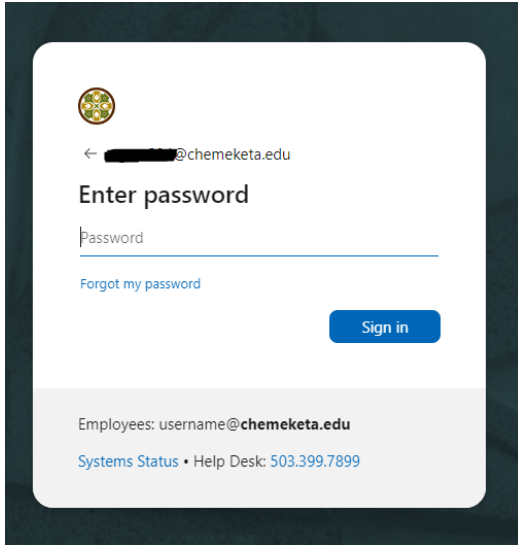 ← @chemeketa.edu
Enter password
Password
Forgot my password
Sign in
Employees: username@chemeketa.edu
Systems Status • Help Desk: 503.399.7899